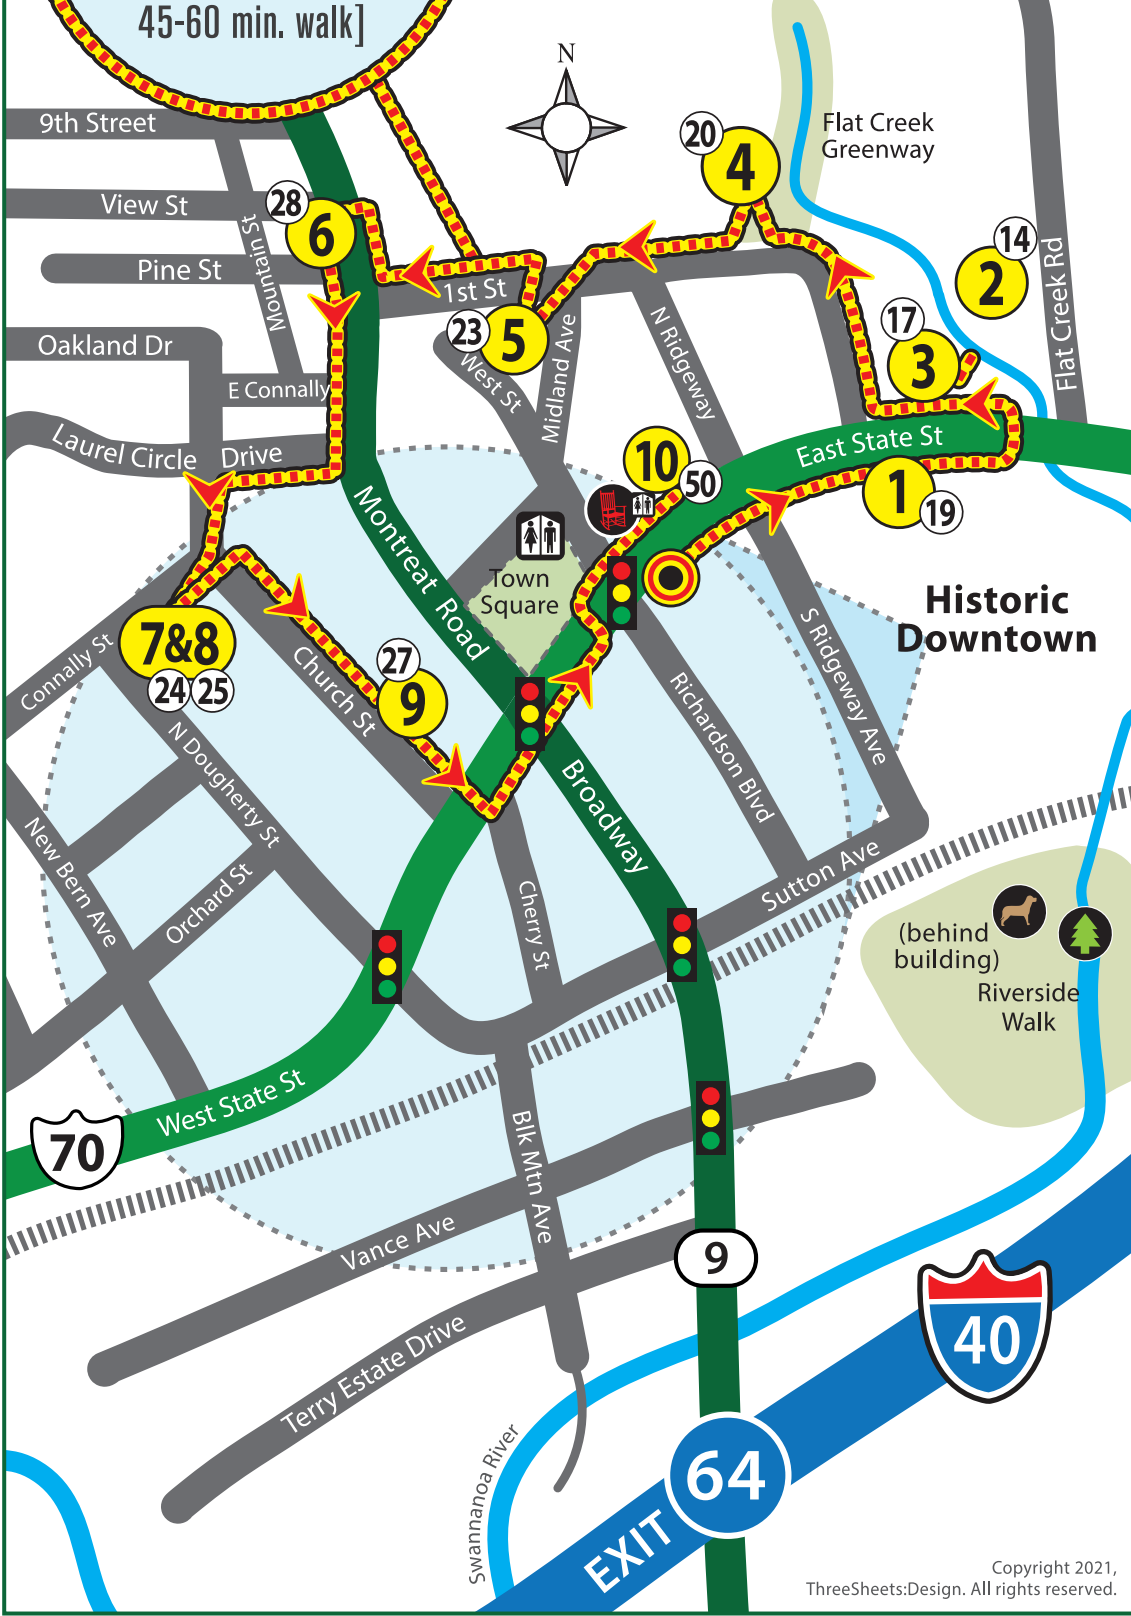 45-60 min. walk]
N
9th Street
20
4
Flat Creek
Greenway
View St
28
6
Mountain St
14
2
Flat Creek Rd
Pine St
1st St
17
3
23
5
N Ridgeway
Oakland Dr
West St
Midland Ave
E Connally
Laurel Circle Drive
East State St
10
50
1
19
Montreat Road
Town
Square
Historic
Downtown
7&8
24
25
Connally St
Church St
27
9
S Ridgeway Ave
Richardson Blvd
N Dougherty St
Broadway
New Bern Ave
Orchard St
Cherry St
Sutton Ave
(behind
building)
Riverside
Walk
West State St
70
Blk Mtn Ave
Vance Ave
9
40
Terry Estate Drive
Swannanoa River
64
EXIT
Copyright 2021,
ThreeSheets:Design. All rights reserved.